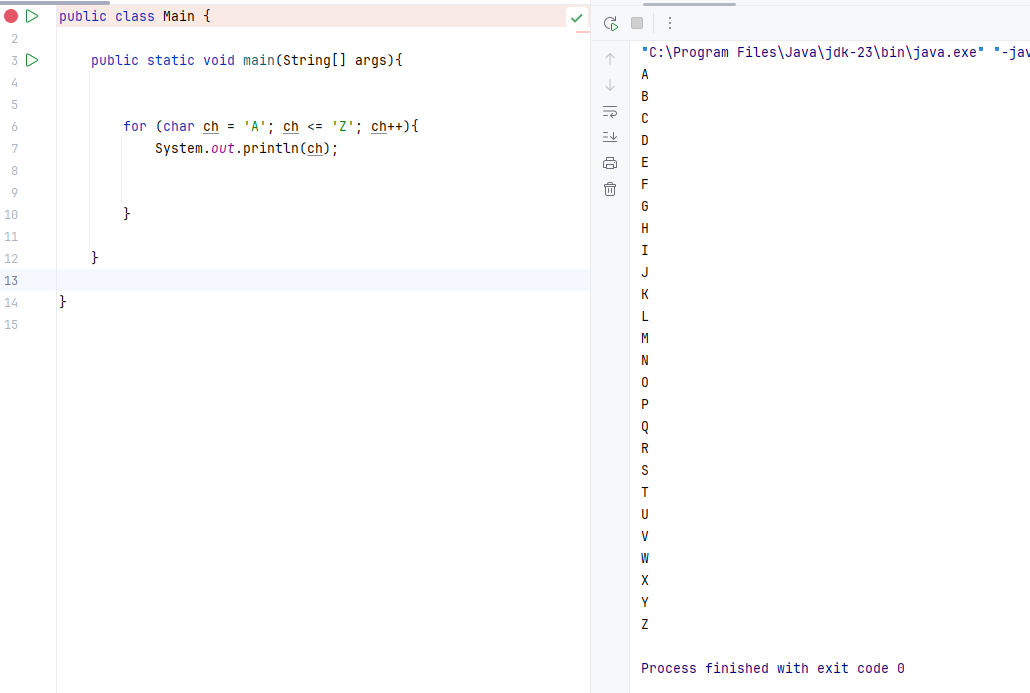 public class Main {
2
3 public static void main(String[] args){
4
5
6 for (char ch = 'A'; ch <= 'Z'; ch++){
7 System.out.println(ch);
8
9
10 }
11
12 }
13
14 }
15
"C:\Program Files\Java\jdk-23\bin\java.exe" "-jav
A
B
C
D
E
F
G
H
I
J
K
L
M
N
O
P
Q
R
S
T
U
V
W
X
Y
Z
Process finished with exit code 0